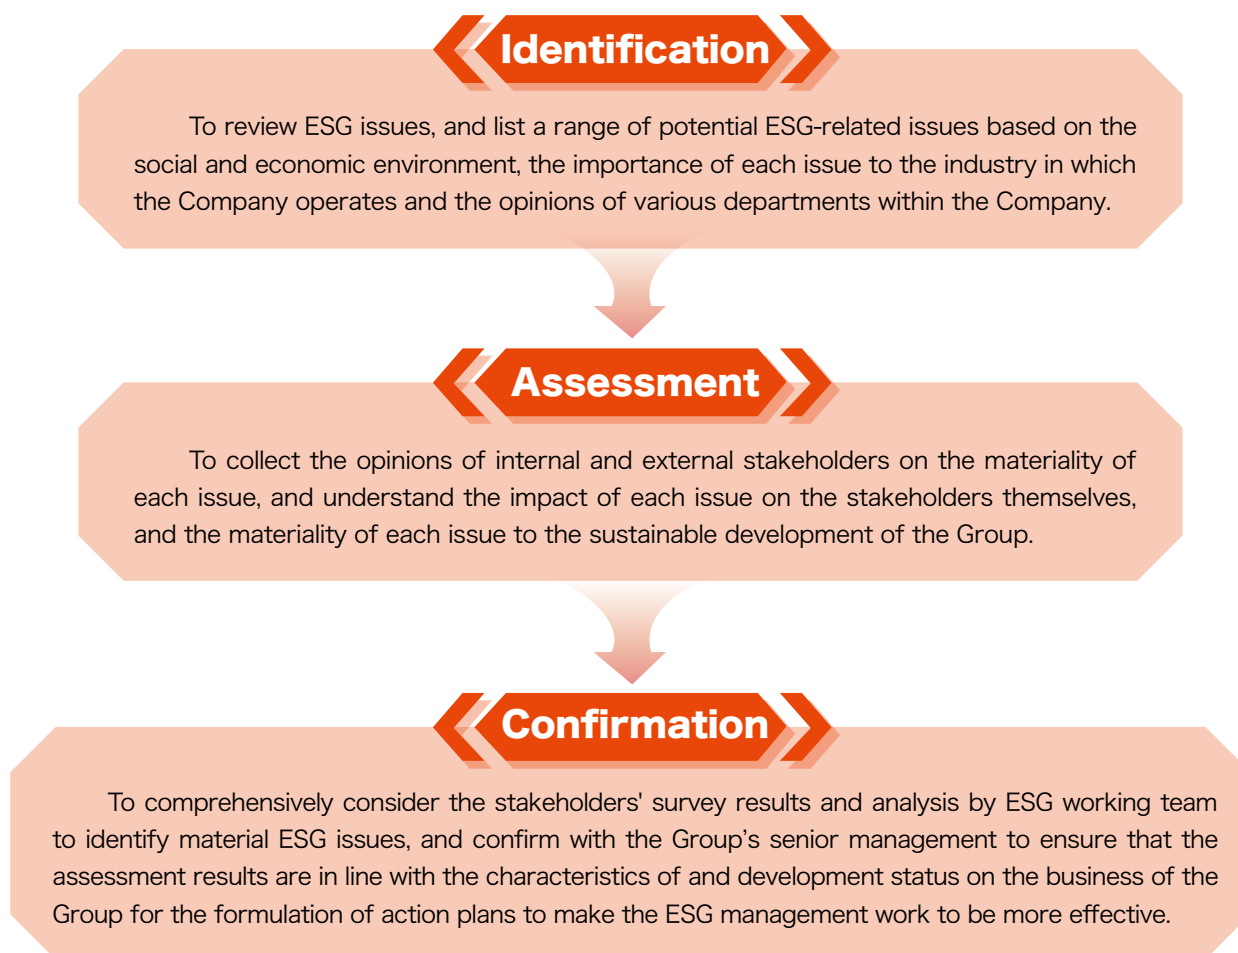 Identification
To review ESG issues, and list a range of potential ESG-related issues based on the
social and economic environment, the importance of each issue to the industry in which
the Company operates and the opinions of various departments within the Company.
Assessment
To collect the opinions of internal and external stakeholders on the materiality of
each issue, and understand the impact of each issue on the stakeholders themselves,
and the materiality of each issue to the sustainable development of the Group.
Confirmation
To comprehensively consider the stakeholders' survey results and analysis by ESG working team
to identify material ESG issues, and confirm with the Group’s senior management to ensure that the
assessment results are in line with the characteristics of and development status on the business of the
Group for the formulation of action plans to make the ESG management work to be more effective.